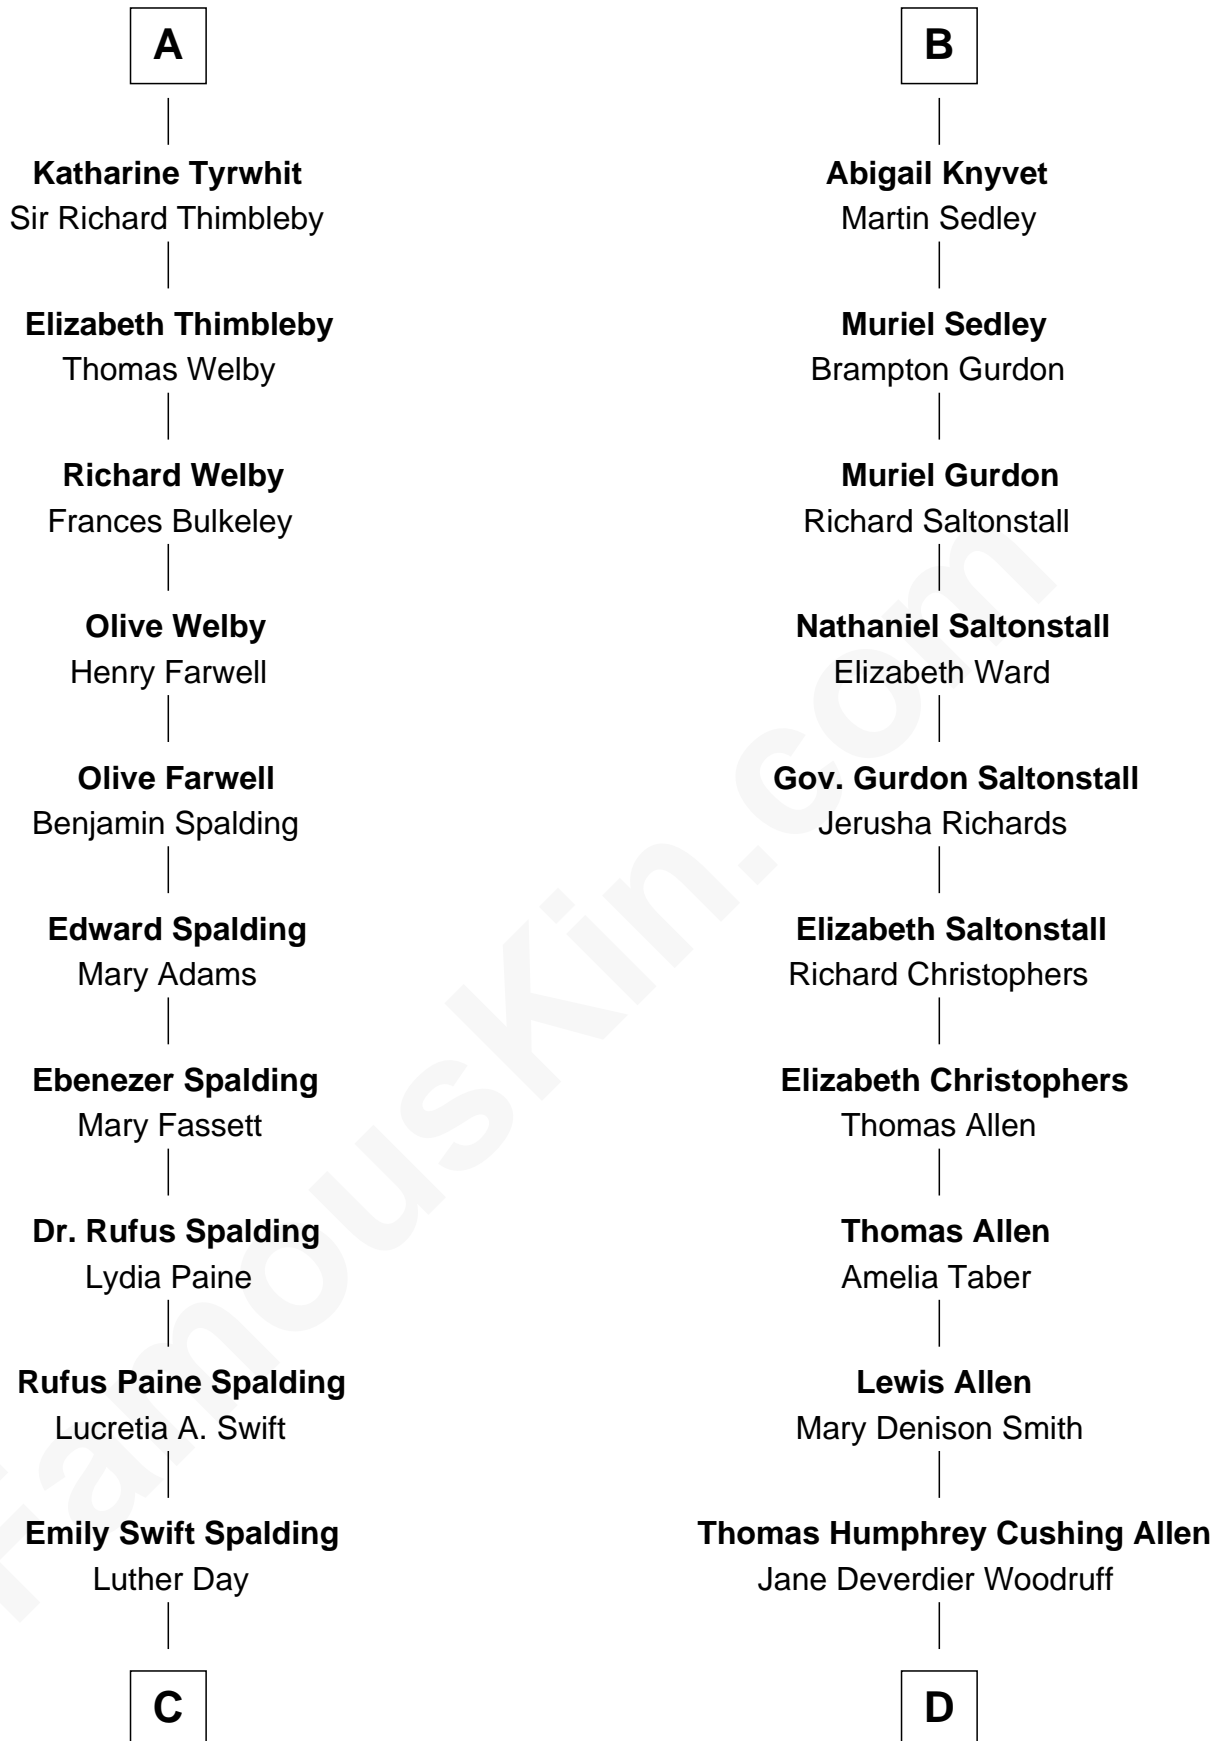 A
Katharine Tyrwhit
Sir Richard Thimbleby
Elizabeth Thimbleby
Thomas Welby
Richard Welby
Frances Bulkeley
Olive Welby
Henry Farwell
Olive Farwell
Benjamin Spalding
Edward Spalding
Mary Adams
Ebenezer Spalding
Mary Fassett
Dr. Rufus Spalding
Lydia Paine
Rufus Paine Spalding
Lucretia A. Swift
Emily Swift Spalding
Luther Day
C
B
Abigail Knyvet
Martin Sedley
Muriel Sedley
Brampton Gurdon
Muriel Gurdon
Richard Saltonstall
Nathaniel Saltonstall
Elizabeth Ward
Gov. Gurdon Saltonstall
Jerusha Richards
Elizabeth Saltonstall
Richard Christophers
Elizabeth Christophers
Thomas Allen
Thomas Allen
Amelia Taber
Lewis Allen
Mary Denison Smith
Thomas Humphrey Cushing Allen
Jane Deverdier Woodruff
D
FamousKin.com